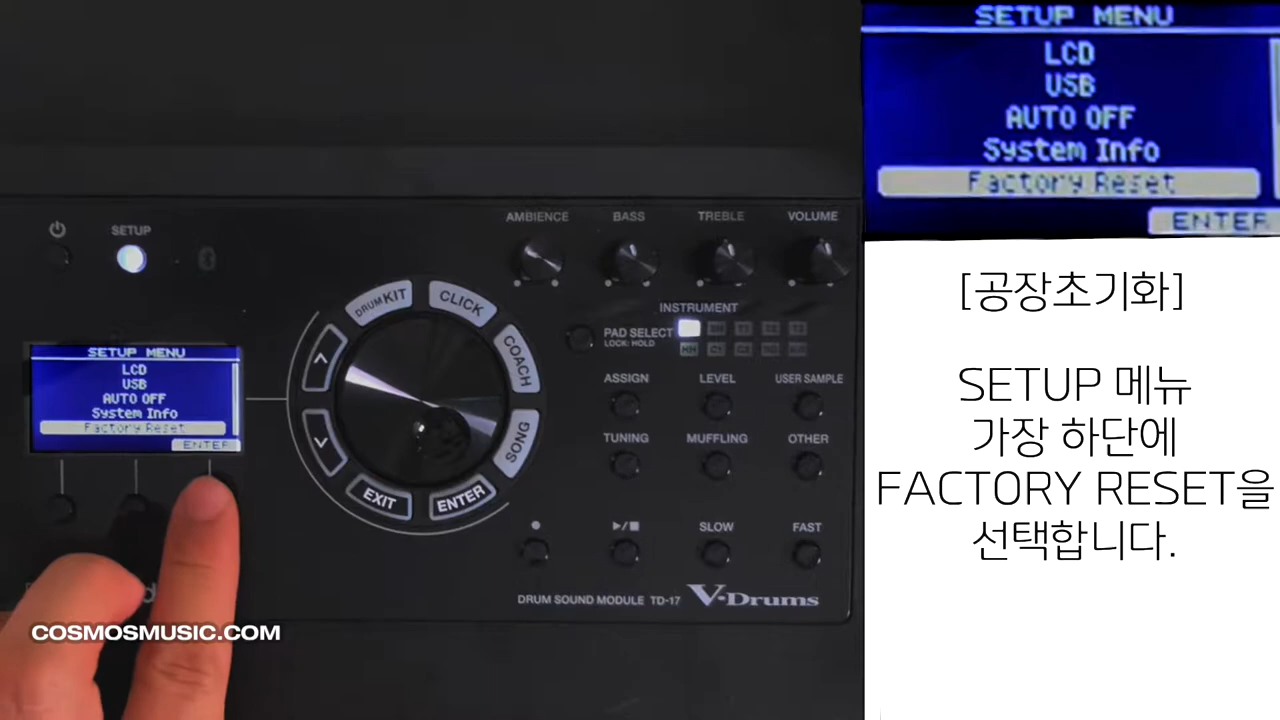 SETUP MENU
LCD
USB
AUTO OFF
System Info
Factory Reset
ENTER
[공장초기화]
SETUP 메뉴
가장 하단에
FACTORY RESET을
선택합니다.
AMBIENCE BASS TREBLE VOLUME
SETUP
DRUM KIT
CLICK
COACH
SONG
ENTER
EXIT
INSTRUMENT
PAD SELECT
LOCK: HOLD
ASSIGN LEVEL USER SAMPLE
TUNING MUFFLING OTHER
SLOW FAST
DRUM SOUND MODULE TD-17 V-Drums
SETUP MENU
LCD
USB
AUTO OFF
System Info
Factory Reset
ENTER
COSMOSMUSIC.COM